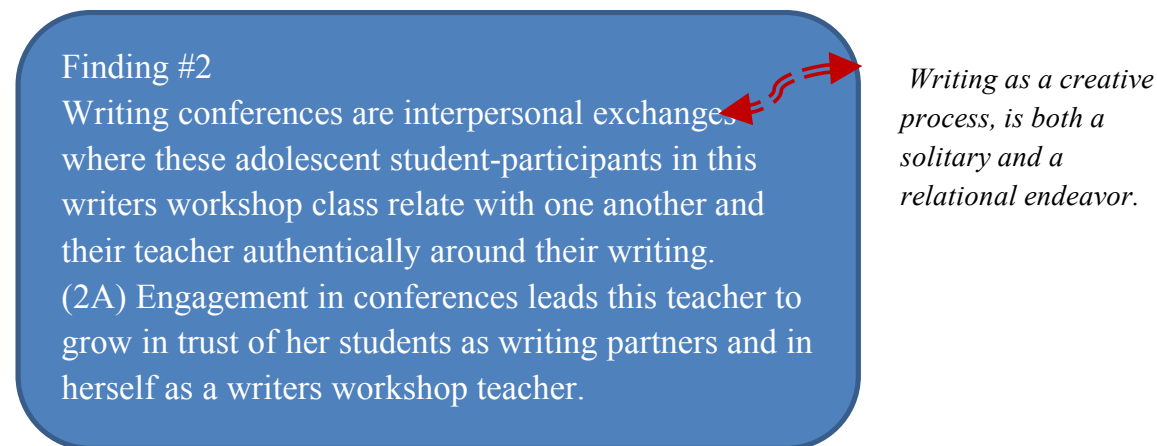 Finding #2
Writing conferences are interpersonal exchanges
where these adolescent student-participants in this
writers workshop class relate with one another and
their teacher authentically around their writing.
(2A) Engagement in conferences leads this teacher to
grow in trust of her students as writing partners and in
herself as a writers workshop teacher.
Writing as a creative
process, is both a
solitary and a
relational endeavor.